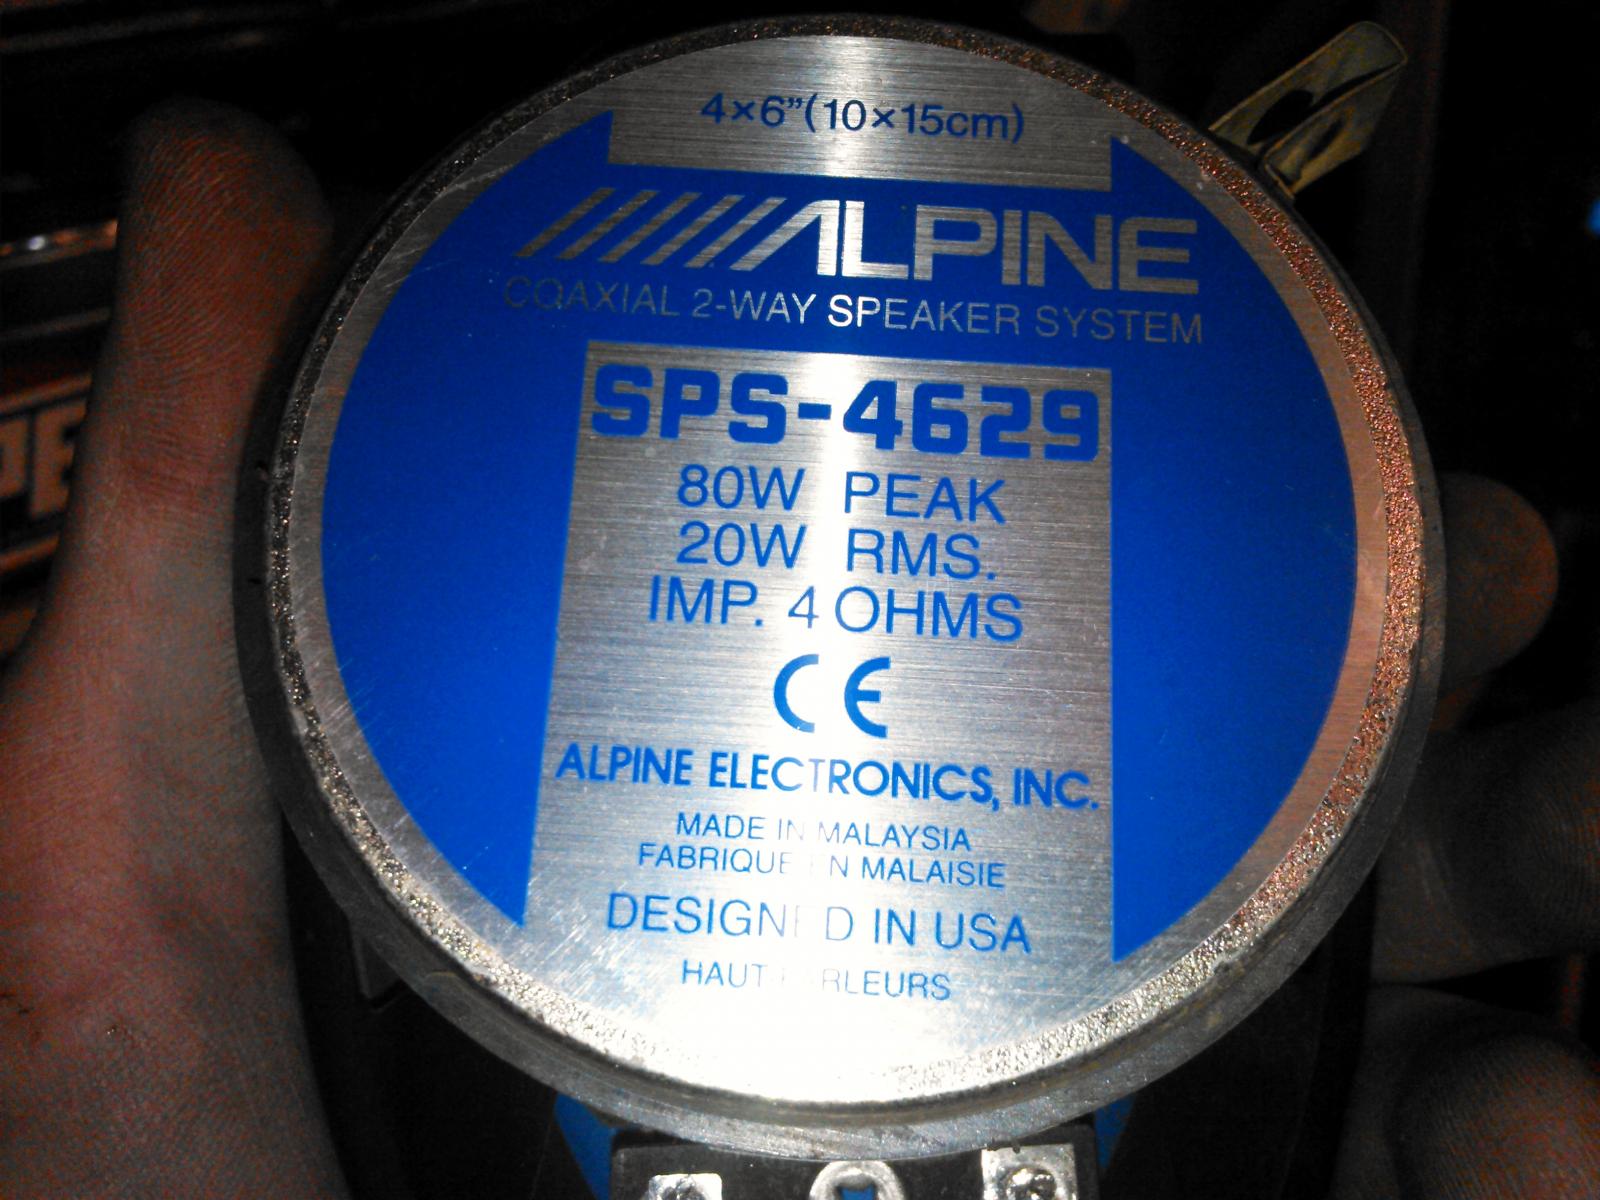 4×6"(10×15cm)
ALPINE
COAXIAL 2-WAY SPEAKER SYSTEM
SPS-4629
80W PEAK
20W RMS.
IMP. 4 OHMS
CE
ALPINE ELECTRONICS, INC.
MADE IN MALAYSIA
FABRIQUE EN MALAISIE
DESIGNED IN USA
HAUT PARLEURS